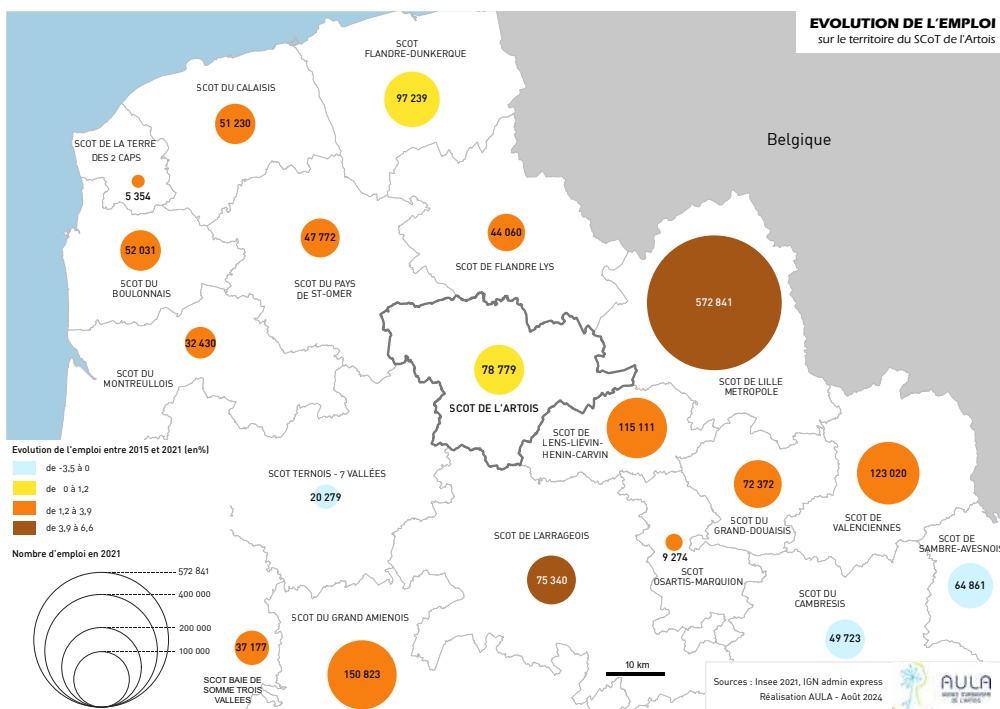 EVOLUTION DE L'EMPLOI
sur le territoire du SCoT de l'Artois
SCOT
FLANDRE-DUNKERQUE
97 239
SCOT DU CALAISIS
51 230
Belgique
SCOT DE LA TERRE
DES 2 CAPS
5 354
52 031
SCOT DU
BOULONNAIS
47 772
SCOT DU PAYS
DE ST-OMER
44 060
SCOT DE FLANDRE LYS
572 841
SCOT DE LILLE
METROPOLE
32 430
SCOT DU
MONTREUILLOIS
78 779
SCOT DE L'ARTOIS
SCOT DE
LENS-LIEVIN-
HENIN-CARVIN
115 111
Evolution de l'emploi entre 2015 et 2021 (en%)
de -3,5 à 0
de 0 à 1,2
de 1,2 à 3,9
de 3,9 à 6,6
Nombre d'emploi en 2021
572 841
400 000
200 000
100 000
SCOT TERNOIS - 7 VALLÉES
20 279
72 372
SCOT DU
GRAND-DOUAISIS
123 020
SCOT DE
VALENCIENNES
SCOT DE L'ARRAGEOIS
75 340
9 274
SCOT
OSARTIS-MARQUION
SCOT DE
SAMBRE-AVESNOIS
64 861
SCOT DU
CAMBRESIS
49 723
SCOT DU GRAND AMIENOIS
150 823
37 177
SCOT BAIE DE
SOMME TROIS
VALLEES
10 km
Sources : Insee 2021, IGN admin express
Réalisation AULA - Août 2024
AULA